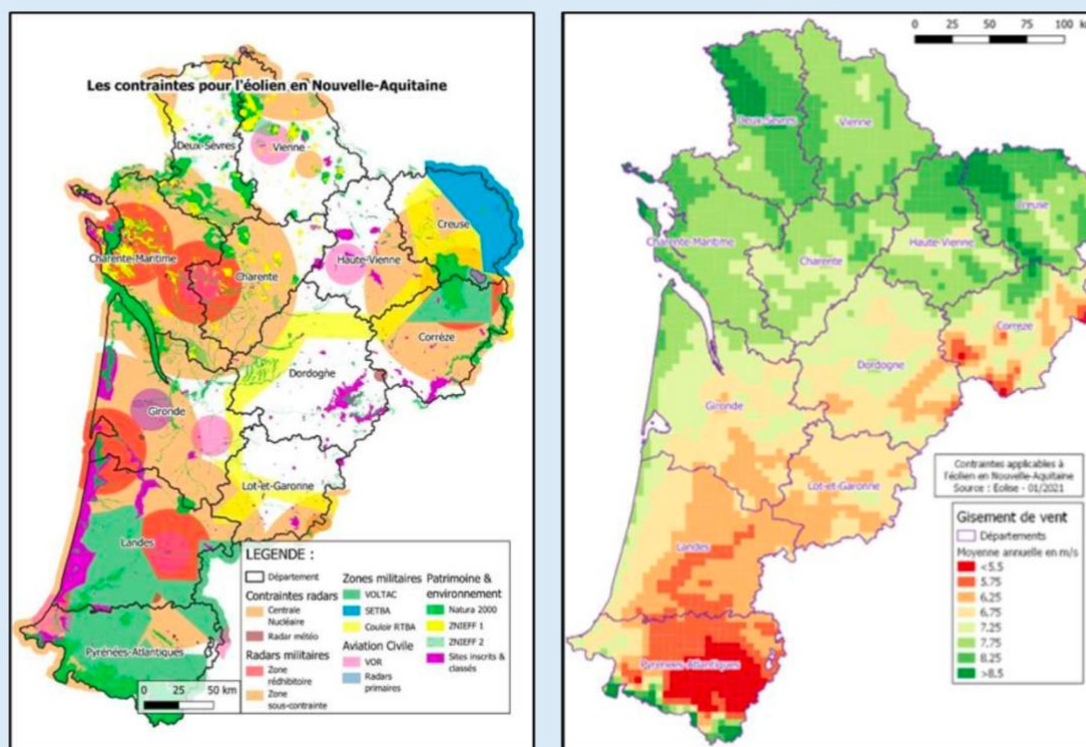 Les contraintes pour l'éolien en Nouvelle-Aquitaine
Deux-Sèvres
Vienne
Creuse
Charente-Maritime
Charente
Haute-Vienne
Corrèze
Dordogne
Gironde
Lot-et-Garonne
Landes
Pyrénées-Atlantiques
0 25 50 km
LEGENDE :
Département
Contraintes radars
Centrale
Nucléaire
Radar météo
Radars militaires
Zone
rédhibitoire
Zone
sous-contrainte
Zones militaires
VOLTAC
SETBA
Couloir RTBA
Aviation Civile
VOR
Radars
primaires
Patrimoine &
environnement
Natura 2000
ZNIEFF 1
ZNIEFF 2
Sites inscrits &
classés
0 25 50 75 100 k
Deux-Sèvres
Vienne
Creuse
Charente-Maritime
Charente
Haute-Vienne
Corrèze
Dordogne
Gironde
Lot-et-Garonne
Landes
Pyrénées-Atlantiques
Contraintes applicables à
l'éolien en Nouvelle-Aquitaine
Source : Eolise - 01/2021
Gisement de vent
Départements
Moyenne annuelle en m/s
<5.5
5.75
6.25
6.75
7.25
7.75
8.25
>8.5